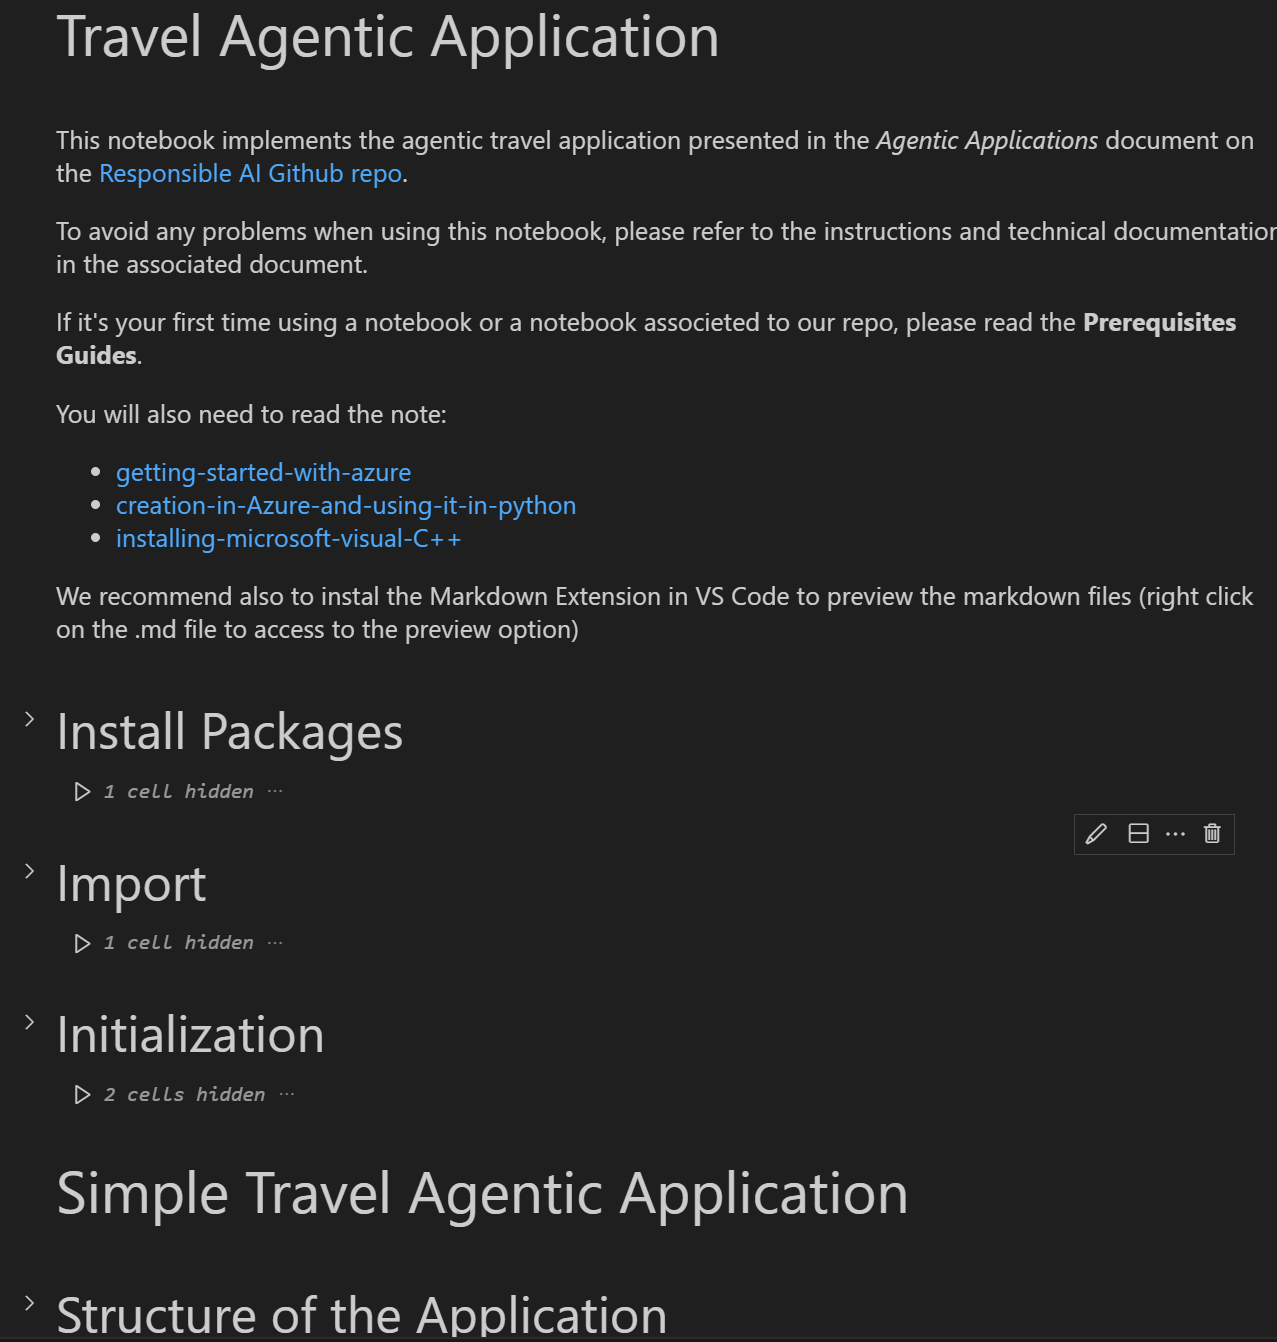 Travel Agentic Application
This notebook implements the agentic travel application presented in the Agentic Applications document on
the Responsible AI Github repo.
To avoid any problems when using this notebook, please refer to the instructions and technical documentation
in the associated document.
If it's your first time using a notebook or a notebook associeted to our repo, please read the Prerequisites
Guides.
You will also need to read the note:
• getting-started-with-azure
• creation-in-Azure-and-using-it-in-python
• installing-microsoft-visual-C++
We recommend also to instal the Markdown Extension in VS Code to preview the markdown files (right click
on the .md file to access to the preview option)
Install Packages
1 cell hidden ···
Import
1 cell hidden ···
Initialization
2 cells hidden ···
Simple Travel Agentic Application
Structure of the Application